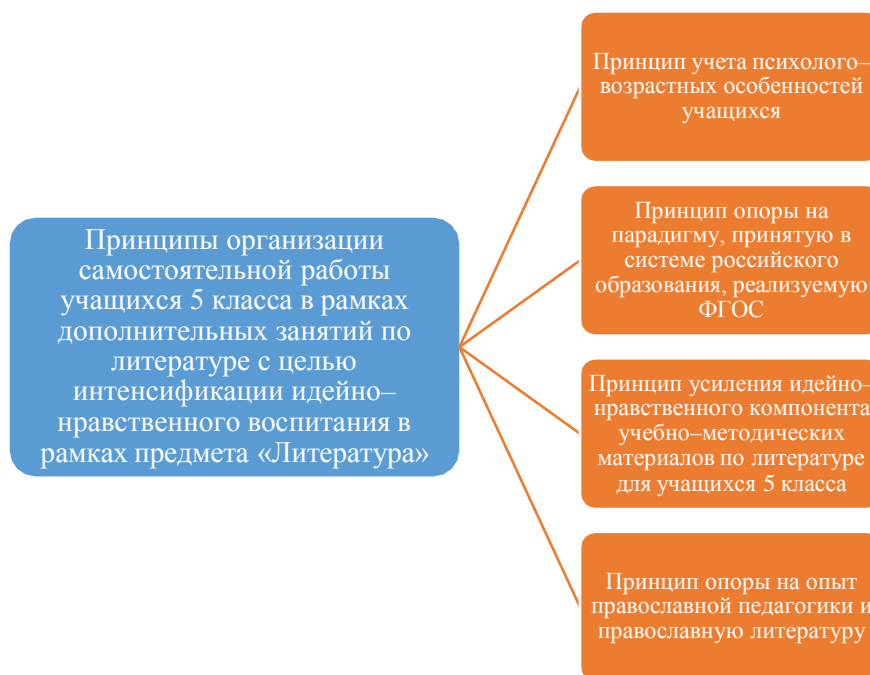 Принципы организации
самостоятельной работы
учащихся 5 класса в рамках
дополнительных занятий по
литературе с целью
интенсификации идейно–
нравственного воспитания в
рамках предмета «Литература»
Принцип учета психолого–
возрастных особенностей
учащихся
Принцип опоры на
парадигму, принятую в
системе российского
образования, реализуемую
ФГОС
Принцип усиления идейно–
нравственного компонента
учебно–методических
материалов по литературе
для учащихся 5 класса
Принцип опоры на опыт
православной педагогики и
православную литературу